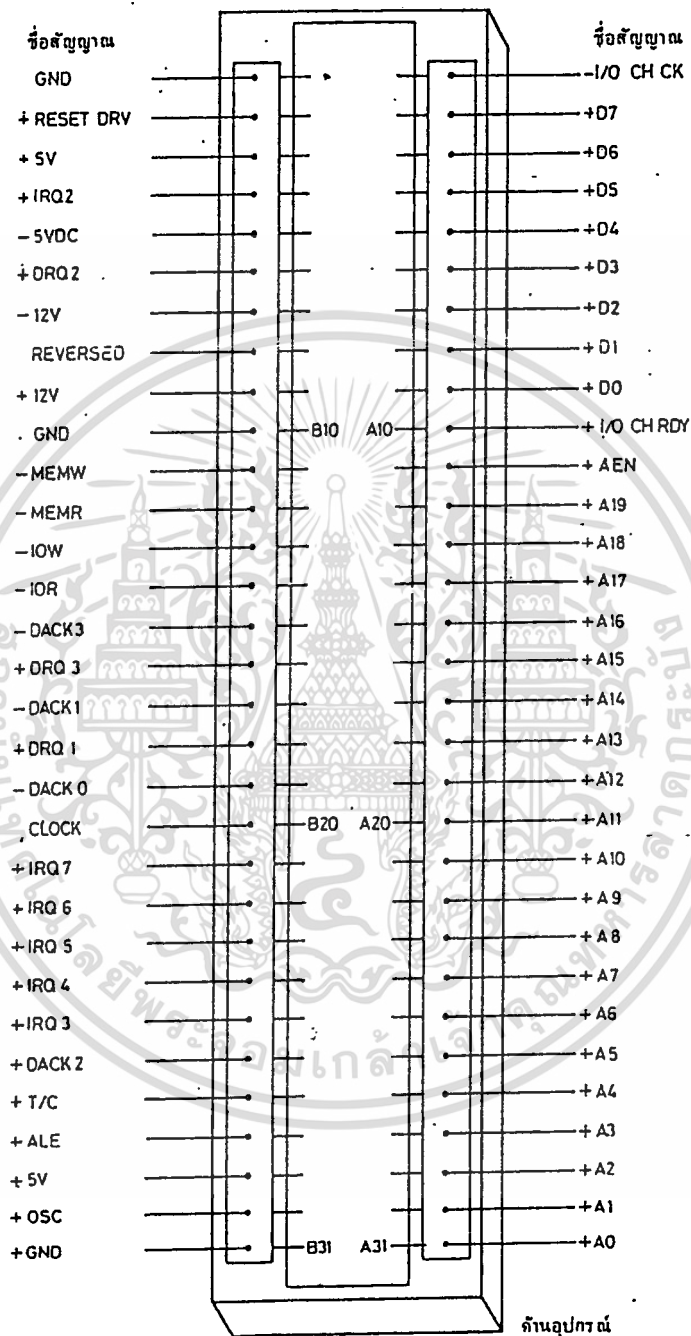 ชื่อสัญญาณ
ชื่อสัญญาณ
GND
-I/O CH CK
+RESET DRV
+D7
+5V
+D6
+IRQ2
+D5
-5VDC
+D4
+DRQ2
+D3
-12V
+D2
REVERSED
+D1
+12V
+D0
GND
B10 A10
+I/O CH RDY
-MEMW
+AEN
-MEMR
+A19
-IOW
+A18
-IOR
+A17
-DACK3
+A16
+DRQ 3
+A15
-DACK1
+A14
+DRQ 1
+A13
-DACK 0
+A12
CLOCK
B20 A20
+A11
+IRQ 7
+A10
+IRQ 6
+A9
+IRQ 5
+A8
+IRQ 4
+A7
+IRQ 3
+A6
+DACK 2
+A5
+T/C
+A4
+ALE
+A3
+5V
+A2
+OSC
+A1
+GND
B31 A31
+A0
ด้านอุปกรณ์